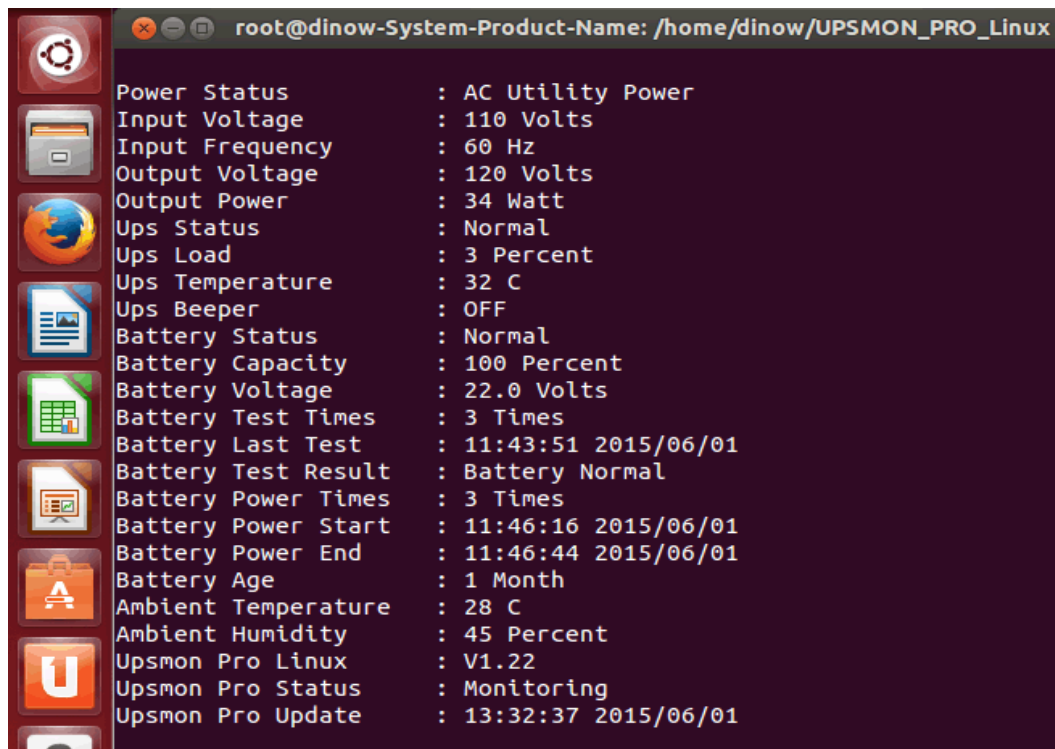 root@dinow-System-Product-Name: /home/dinow/UPSMON_PRO_Linux
Power Status : AC Utility Power
Input Voltage : 110 Volts
Input Frequency : 60 Hz
Output Voltage : 120 Volts
Output Power : 34 Watt
Ups Status : Normal
Ups Load : 3 Percent
Ups Temperature : 32 C
Ups Beeper : OFF
Battery Status : Normal
Battery Capacity : 100 Percent
Battery Voltage : 22.0 Volts
Battery Test Times : 3 Times
Battery Last Test : 11:43:51 2015/06/01
Battery Test Result : Battery Normal
Battery Power Times : 3 Times
Battery Power Start : 11:46:16 2015/06/01
Battery Power End : 11:46:44 2015/06/01
Battery Age : 1 Month
Ambient Temperature : 28 C
Ambient Humidity : 45 Percent
Upsmon Pro Linux : V1.22
Upsmon Pro Status : Monitoring
Upsmon Pro Update : 13:32:37 2015/06/01